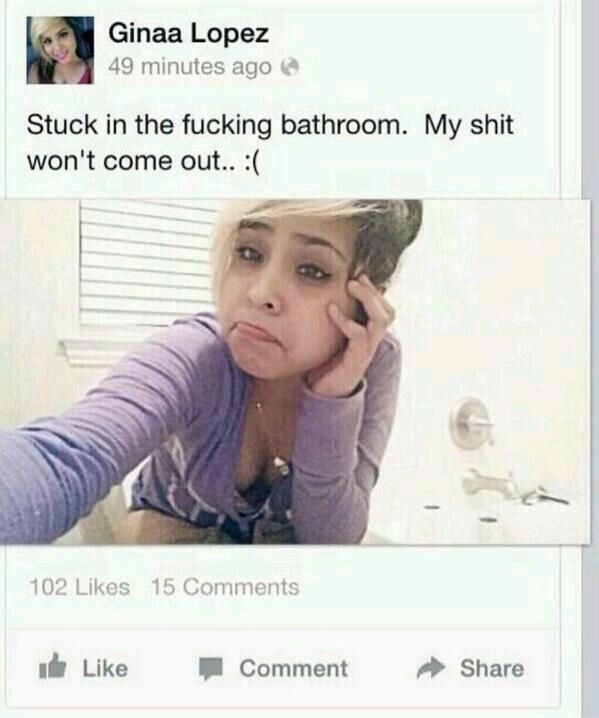 Ginaa Lopez
49 minutes ago
Stuck in the fucking bathroom. My shit
won't come out.. :(
102 Likes 15 Comments
Like Comment Share